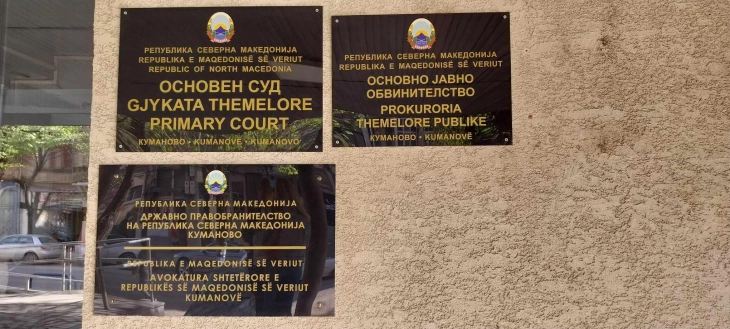 РЕПУБЛИКА СЕВЕРНА МАКЕДОНИЈА
REPUBLIKA E MAQEDONISË SË VERIUT
REPUBLIC OF NORTH MACEDONIA
ОСНОВЕН СУД
GJYKATA THEMELORE
PRIMARY COURT
КУМАНОВО • KUMANOVË • KUMANOVO
РЕПУБЛИКА СЕВЕРНА МАКЕДОНИЈА
REPUBLIKA E MAQEDONISË SË VERIUT
ОСНОВНО ЈАВНО
ОБВИНИТЕЛСТВО
PROKURORIA
THEMELORE PUBLIKE
КУМАНОВО • KUMANOVË
РЕПУБЛИКА СЕВЕРНА МАКЕДОНИЈА
ДРЖАВНО ПРАВОБРАНИТЕЛСТВО
НА РЕПУБЛИКА СЕВЕРНА МАКЕДОНИЈА
КУМАНОВО
REPUBLIKA E MAQEDONISË SË VERIUT
AVOKATURA SHTETËRORE E
REPUBLIKËS SË MAQEDONISË SË VERIUT
KUMANOVË